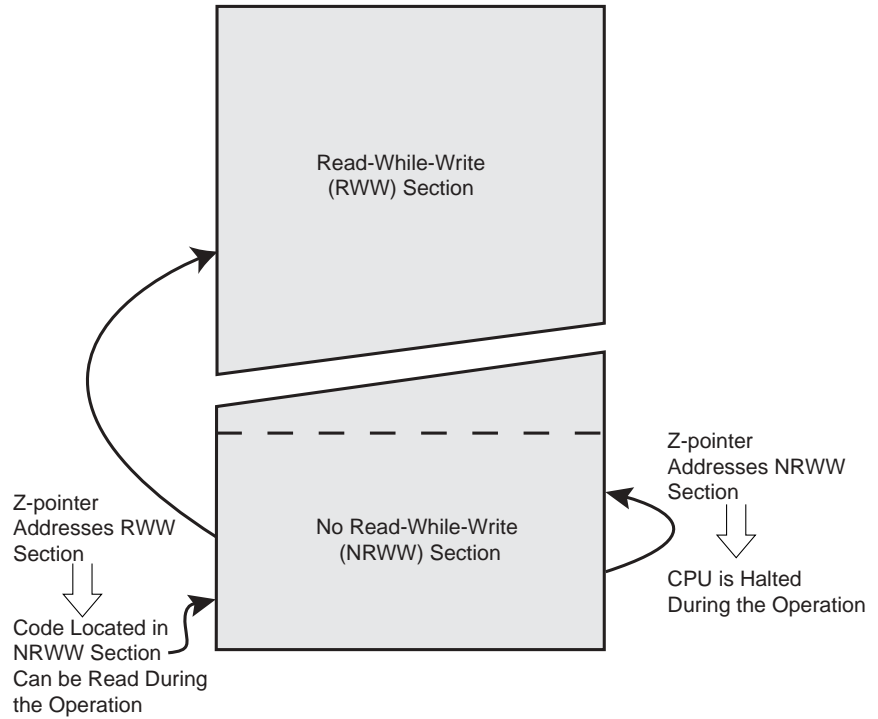 Read-While-Write
(RWW) Section
Z-pointer
Addresses NRWW
Section
Z-pointer
Addresses RWW
Section
No Read-While-Write
(NRWW) Section
CPU is Halted
During the Operation
Code Located in
NRWW Section
Can be Read During
the Operation